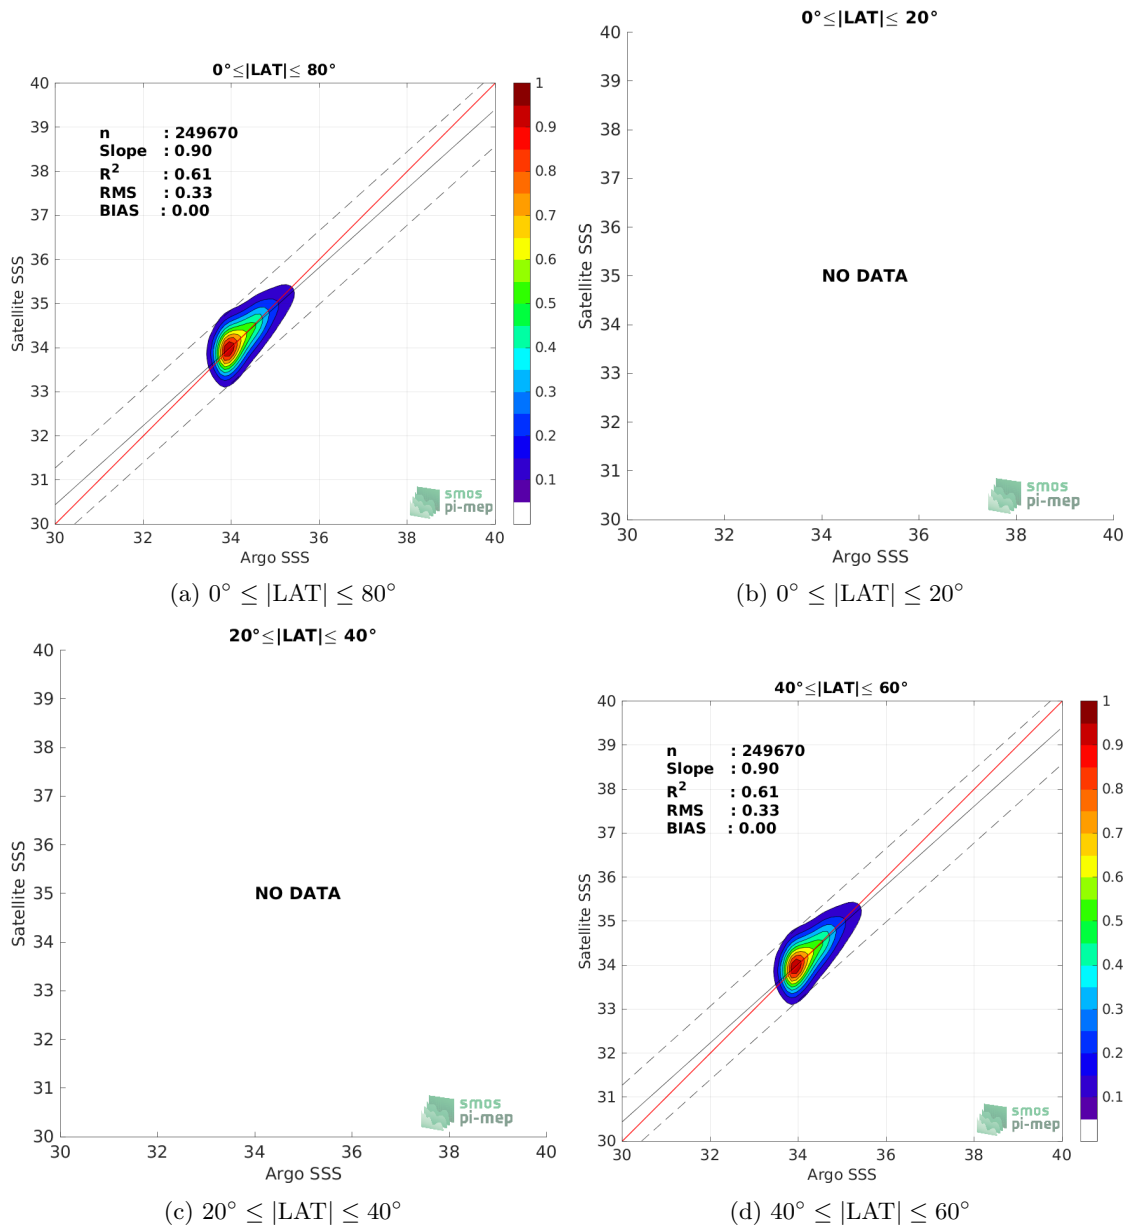 0°≤|LAT|≤ 80°
40
39
38
37
36
35
34
33
32
31
30
Satellite SSS
n : 249670
Slope : 0.90
R² : 0.61
RMS : 0.33
BIAS : 0.00
smos
pi-mep
30 32 34 36 38 40
Argo SSS
1
0.9
0.8
0.7
0.6
0.5
0.4
0.3
0.2
0.1
(a) 0° ≤ |LAT| ≤ 80°
0°≤|LAT|≤ 20°
40
39
38
37
36
35
34
33
32
31
30
Satellite SSS
NO DATA
smos
pi-mep
30 32 34 36 38 40
Argo SSS
(b) 0° ≤ |LAT| ≤ 20°
20°≤|LAT|≤ 40°
40
39
38
37
36
35
34
33
32
31
30
Satellite SSS
NO DATA
smos
pi-mep
30 32 34 36 38 40
Argo SSS
(c) 20° ≤ |LAT| ≤ 40°
40°≤|LAT|≤ 60°
40
39
38
37
36
35
34
33
32
31
30
Satellite SSS
n : 249670
Slope : 0.90
R² : 0.61
RMS : 0.33
BIAS : 0.00
smos
pi-mep
30 32 34 36 38 40
Argo SSS
1
0.9
0.8
0.7
0.6
0.5
0.4
0.3
0.2
0.1
(d) 40° ≤ |LAT| ≤ 60°